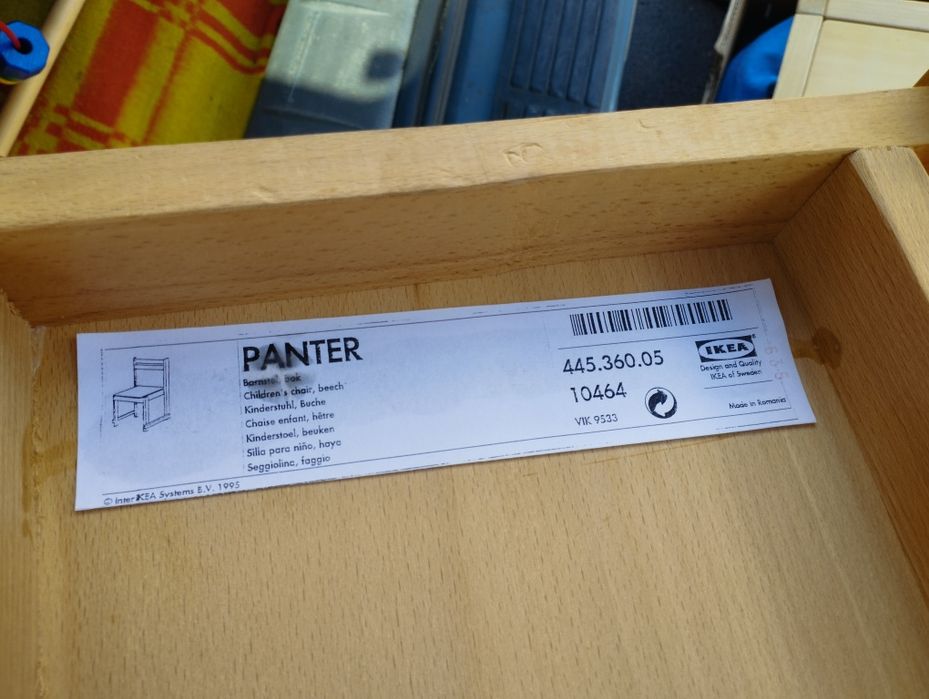 PANTER
Barnstol, bok
Children's chair, beech
Kinderstuhl, Buche
Chaise enfant, hêtre
Kinderstoel, beuken
Silla para niño, haya
Seggiolino, faggio
© Inter IKEA Systems B.V. 1995
445.360.05
10464
VIK 9533
IKEA
Design and Quality
IKEA of Sweden
Made in Romania